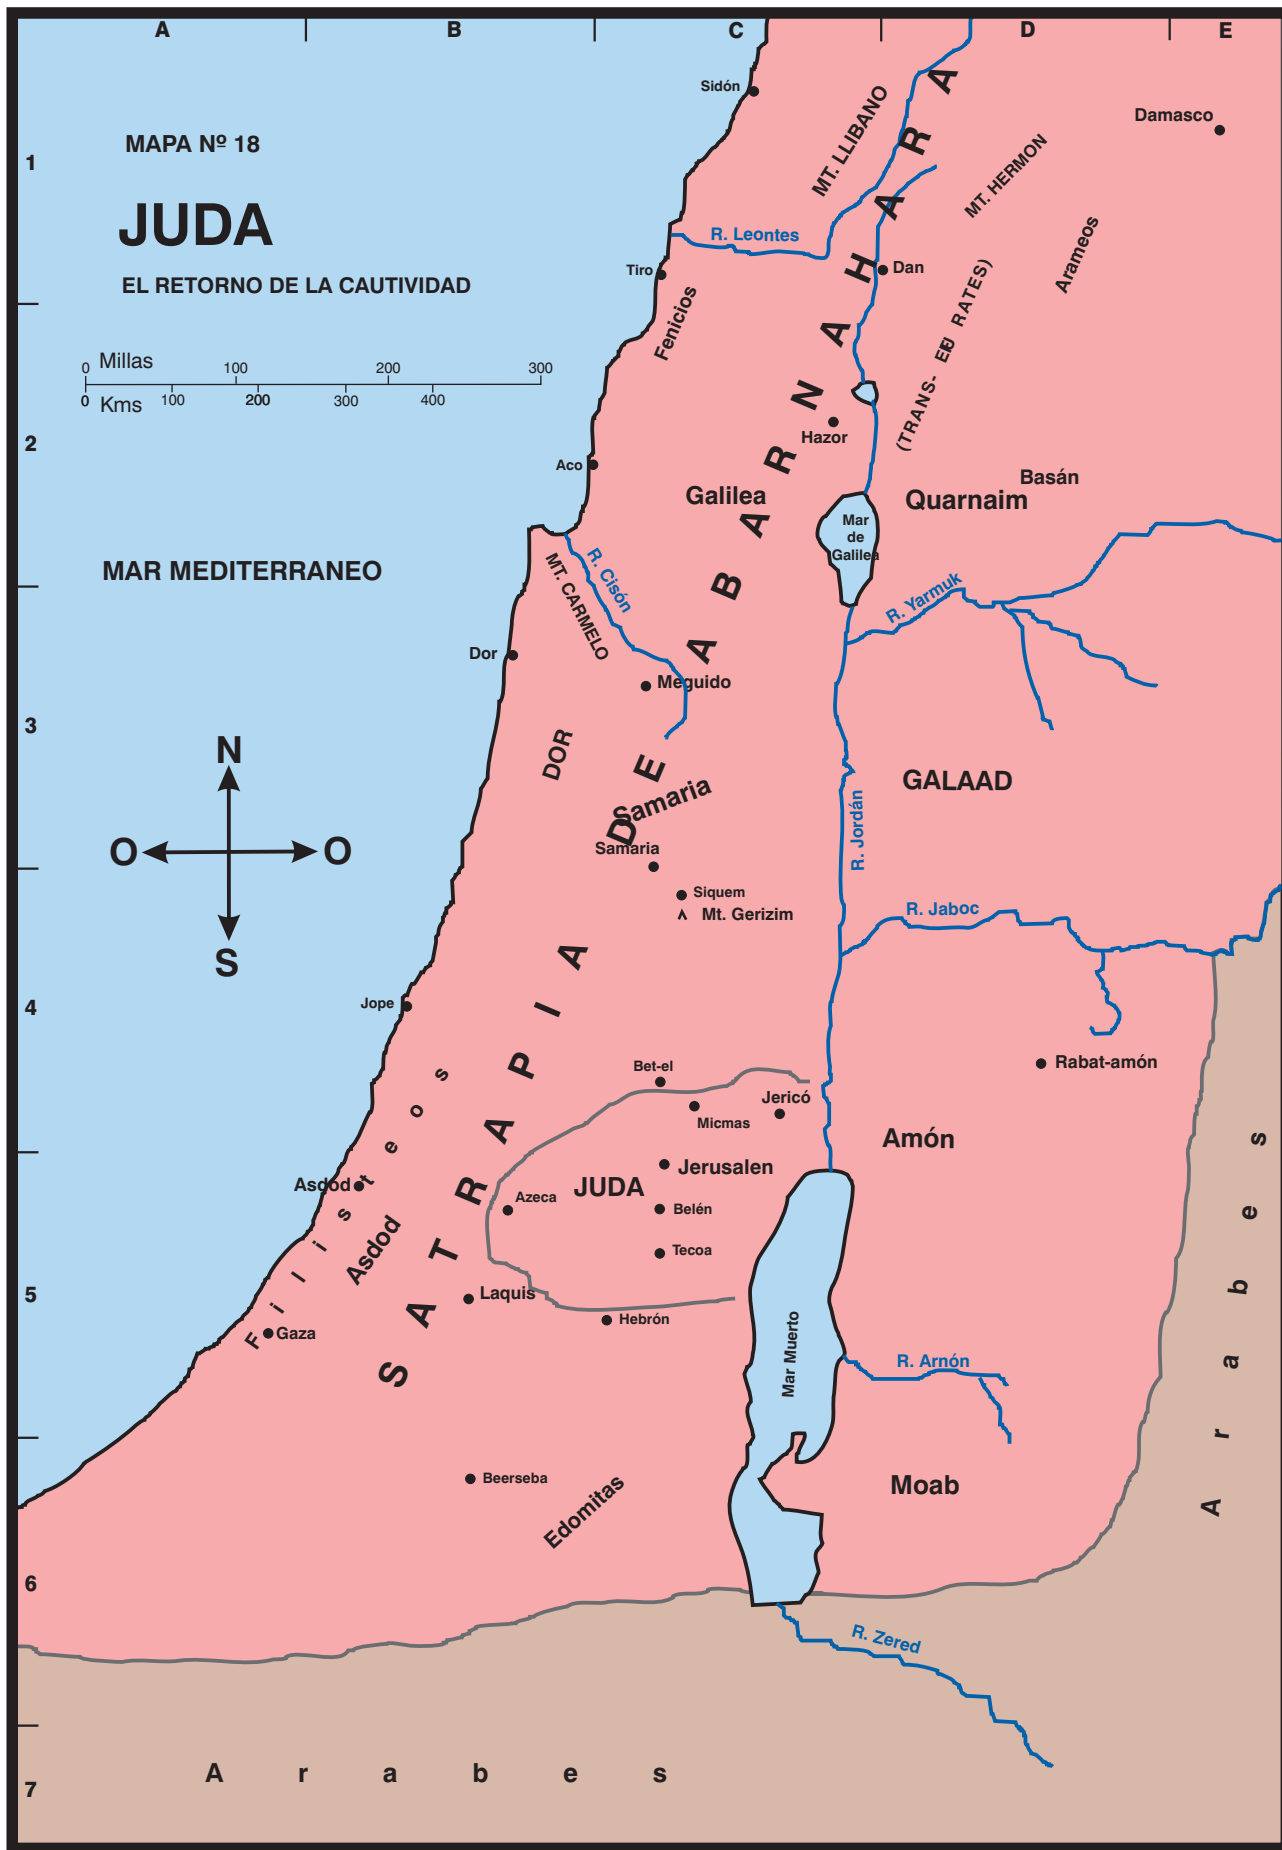 A B C D E
1
2
3
4
5
6
7
MAPA Nº 18
JUDA
EL RETORNO DE LA CAUTIVIDAD
Millas
0 100 200 300
Kms
0 100 200 300 400
MAR MEDITERRANEO
N
O O
S
Sidón
MT. LLIBANO
MT. HERMON
Damasco
R. Leontes
Tiro
Fenicios
Dan
Arameos
(TRANS- EU RATES)
Hazor
Aco
Galilea
Basán
Quarnaim
Mar
de
Galilea
R. Cisón
MT. CARMELO
R. Yarmuk
Dor
Meguido
DOR
GALAAD
Samaria
R. Jordán
Samaria
Siquem
^ Mt. Gerizim
R. Jaboc
SATRAPIA DE ABAR NAHARA
Jope
Rabat-amón
Bet-el
Jericó
Micmas
Amón
Filisteos
Jerusalen
JUDA
Asdod
Azeca
Belén
Asdod
Tecoa
Laquis
Hebrón
Gaza
Mar Muerto
R. Arnón
Beerseba
Edomitas
Moab
Arabes
R. Zered
Arabes